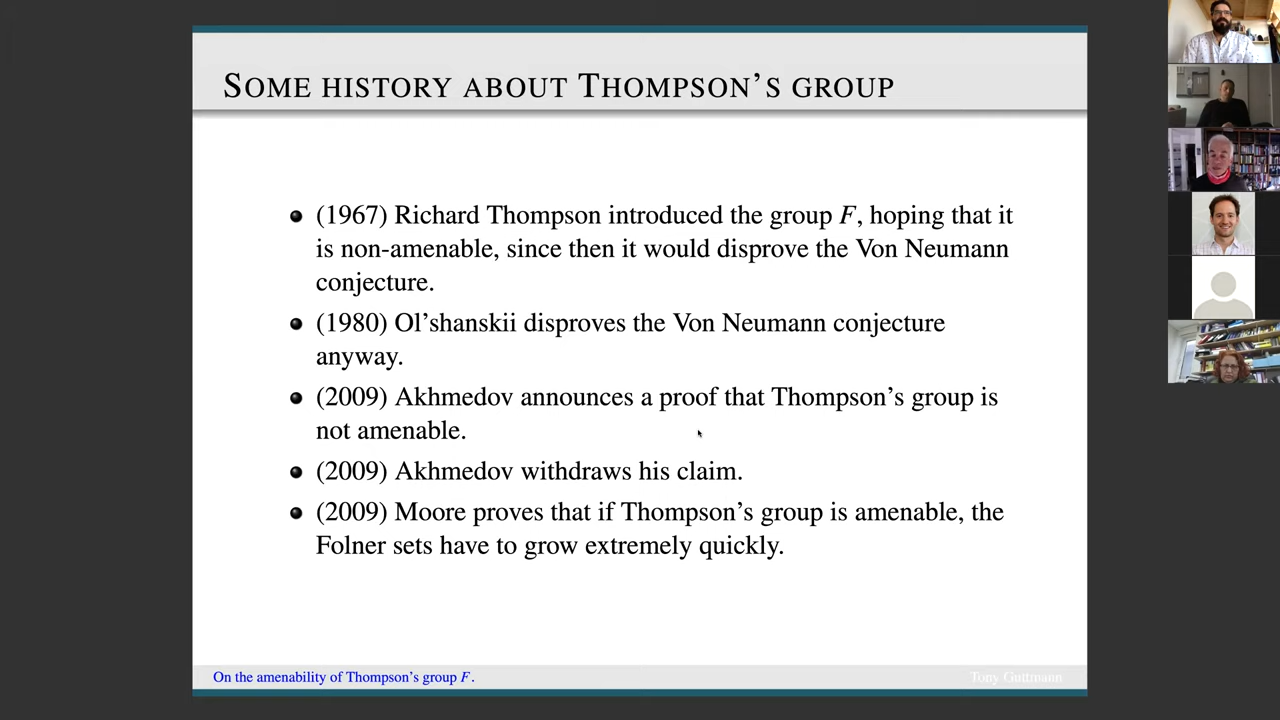 SOME HISTORY ABOUT THOMPSON'S GROUP
(1967) Richard Thompson introduced the group F, hoping that it
is non-amenable, since then it would disprove the Von Neumann
conjecture.
(1980) Ol'shanskii disproves the Von Neumann conjecture
anyway.
(2009) Akhmedov announces a proof that Thompson's group is
not amenable.
(2009) Akhmedov withdraws his claim.
(2009) Moore proves that if Thompson's group is amenable, the
Folner sets have to grow extremely quickly.
On the amenability of Thompson's group F.
Tony Guttmann